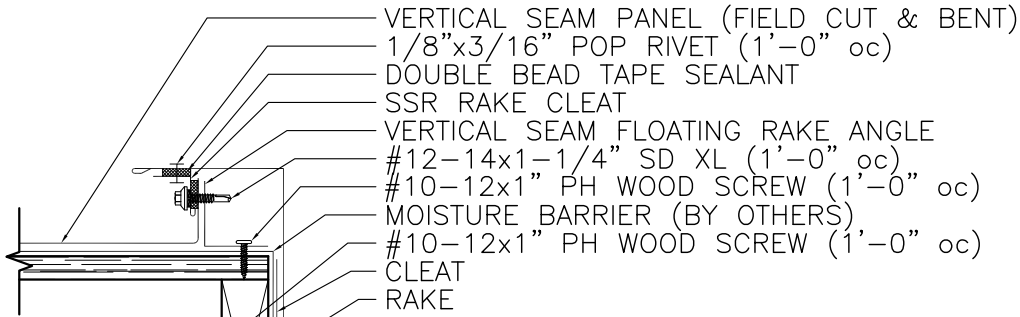 VERTICAL SEAM PANEL (FIELD CUT & BENT)
1/8"x3/16" POP RIVET (1'-0" oc)
DOUBLE BEAD TAPE SEALANT
SSR RAKE CLEAT
VERTICAL SEAM FLOATING RAKE ANGLE
#12-14x1-1/4" SD XL (1'-0" oc)
#10-12x1" PH WOOD SCREW (1'-0" oc)
MOISTURE BARRIER (BY OTHERS)
#10-12x1" PH WOOD SCREW (1'-0" oc)
CLEAT
RAKE